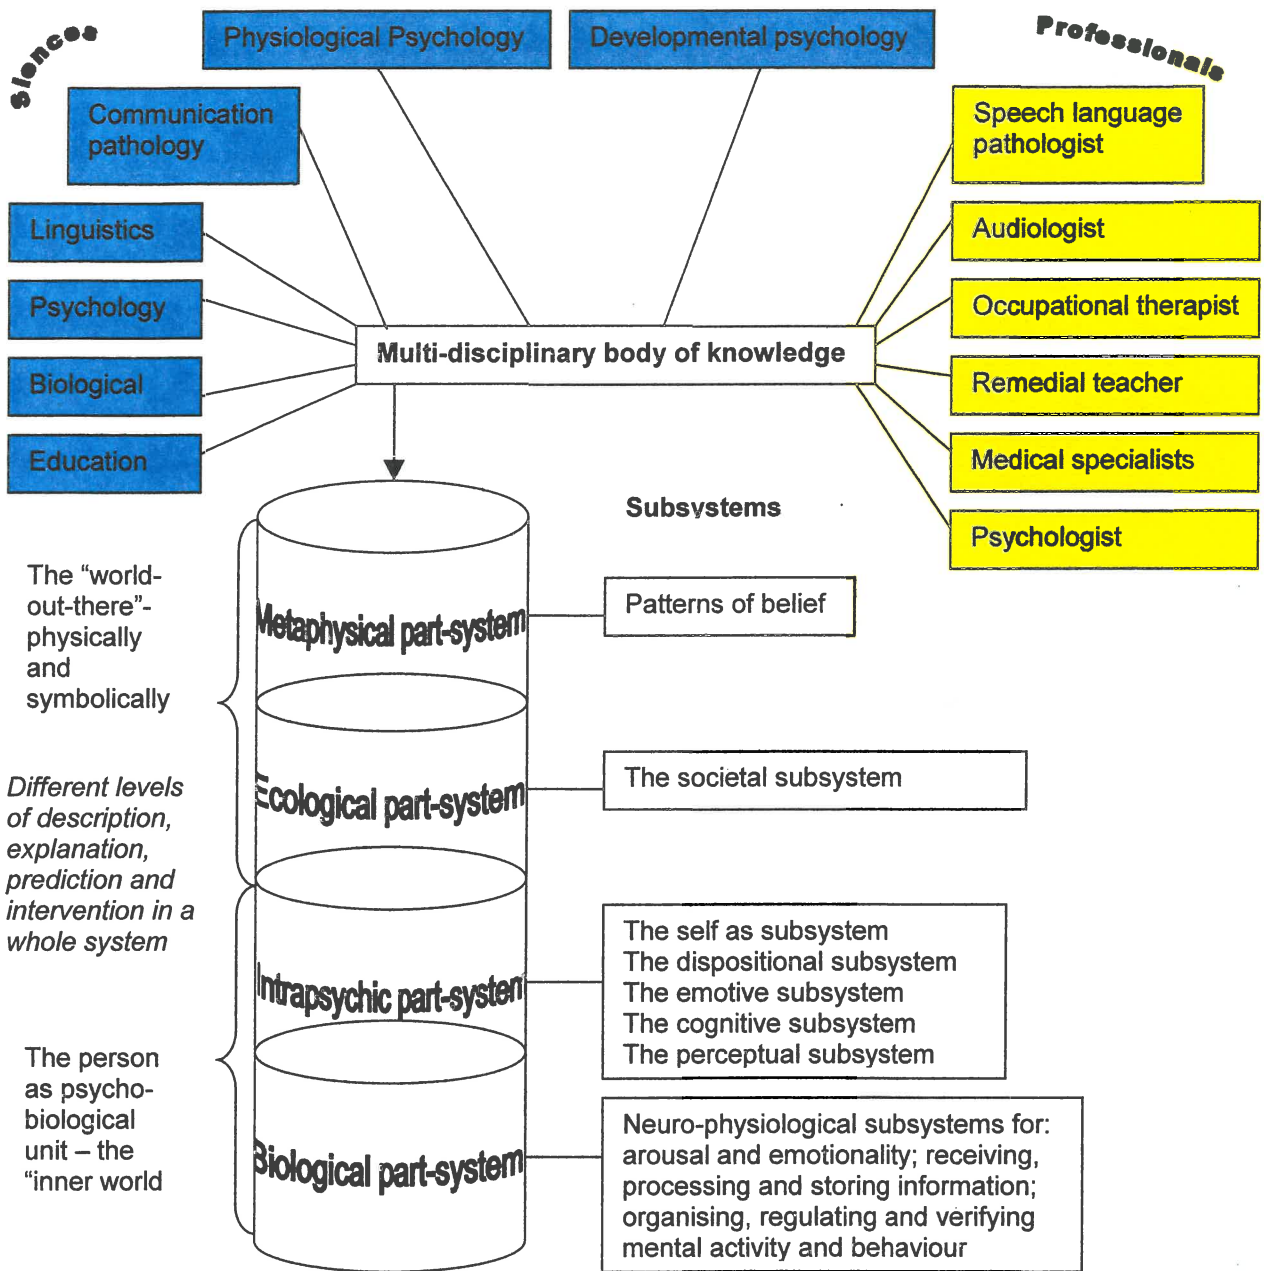 Siences
Physiological Psychology
Developmental psychology
Professionals
Communication
pathology
Speech language
pathologist
Linguistics
Audiologist
Psychology
Occupational therapist
Multi-disciplinary body of knowledge
Biological
Remedial teacher
Education
Medical specialists
Psychologist
Subsystems
The “world-
out-there”-
physically
and
symbolically
Metaphysical part-system
Patterns of belief
Ecological part-system
The societal subsystem
Different levels
of description,
explanation,
prediction and
intervention in a
whole system
Intrapsychic part-system
The self as subsystem
The dispositional subsystem
The emotive subsystem
The cognitive subsystem
The perceptual subsystem
The person
as psycho-
biological
unit – the
“inner world
Biological part-system
Neuro-physiological subsystems for:
arousal and emotionality; receiving,
processing and storing information;
organising, regulating and verifying
mental activity and behaviour